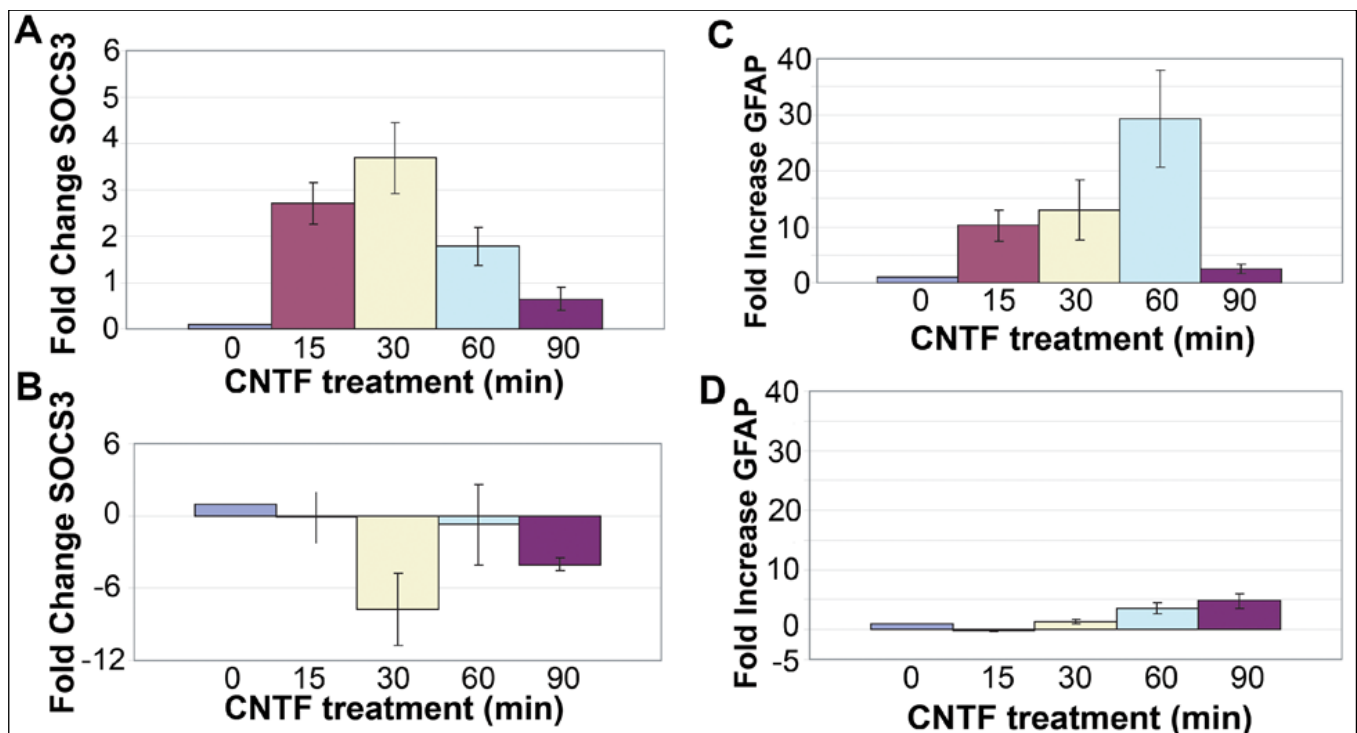 A
Fold Change SOCS3
6
5
4
3
2
1
0
0 15 30 60 90
CNTF treatment (min)
B
Fold Change SOCS3
6
0
-6
-12
0 15 30 60 90
CNTF treatment (min)
C
Fold Increase GFAP
40
30
20
10
0
0 15 30 60 90
CNTF treatment (min)
D
Fold Increase GFAP
40
30
20
10
0
-5
0 15 30 60 90
CNTF treatment (min)